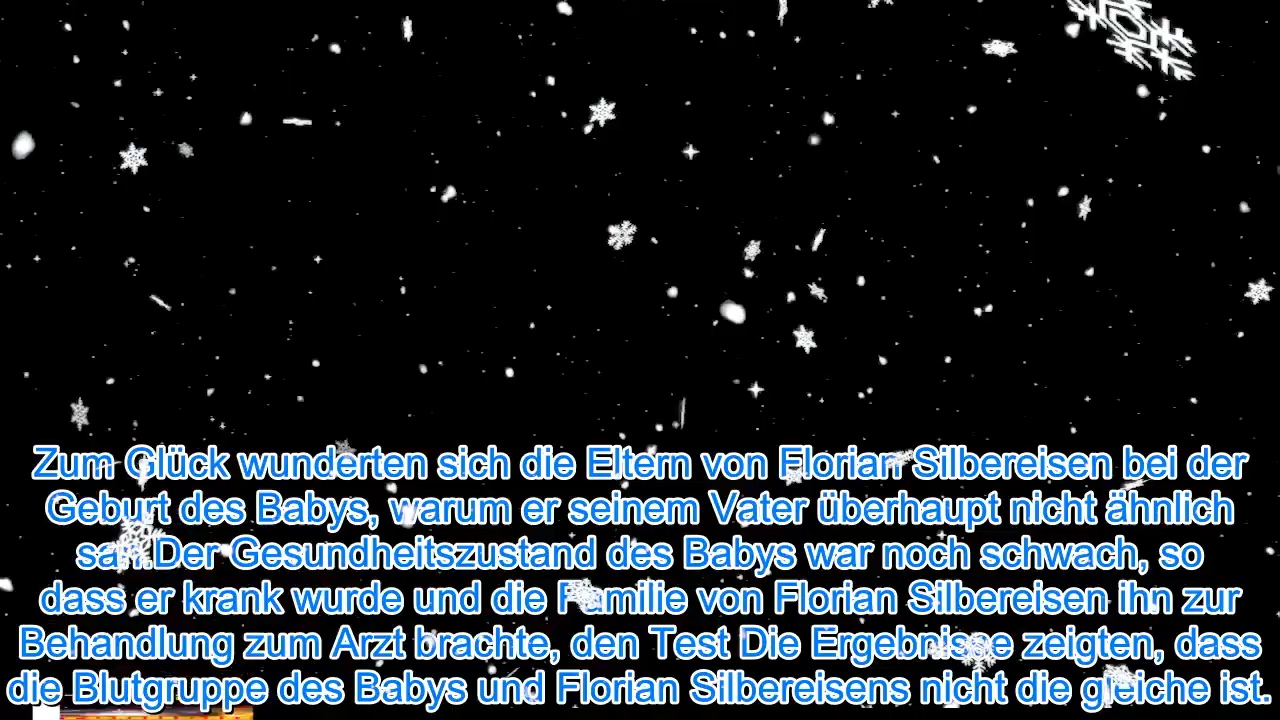 Zum Glück wunderten sich die Eltern von Florian Silbereisen bei der
Geburt des Babys, warum er seinem Vater überhaupt nicht ähnlich
sah. Der Gesundheitszustand des Babys war noch schwach, so
dass er krank wurde und die Familie von Florian Silbereisen ihn zur
Behandlung zum Arzt brachte, den Test Die Ergebnisse zeigten, dass
die Blutgruppe des Babys und Florian Silbereisens nicht die gleiche ist.